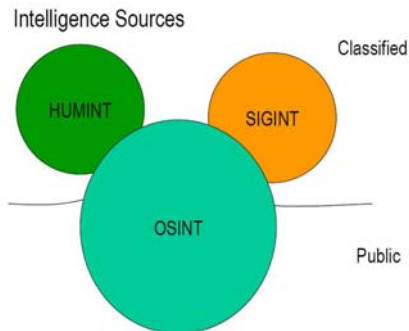 Intelligence Sources
Classified
HUMINT
SIGINT
OSINT
Public